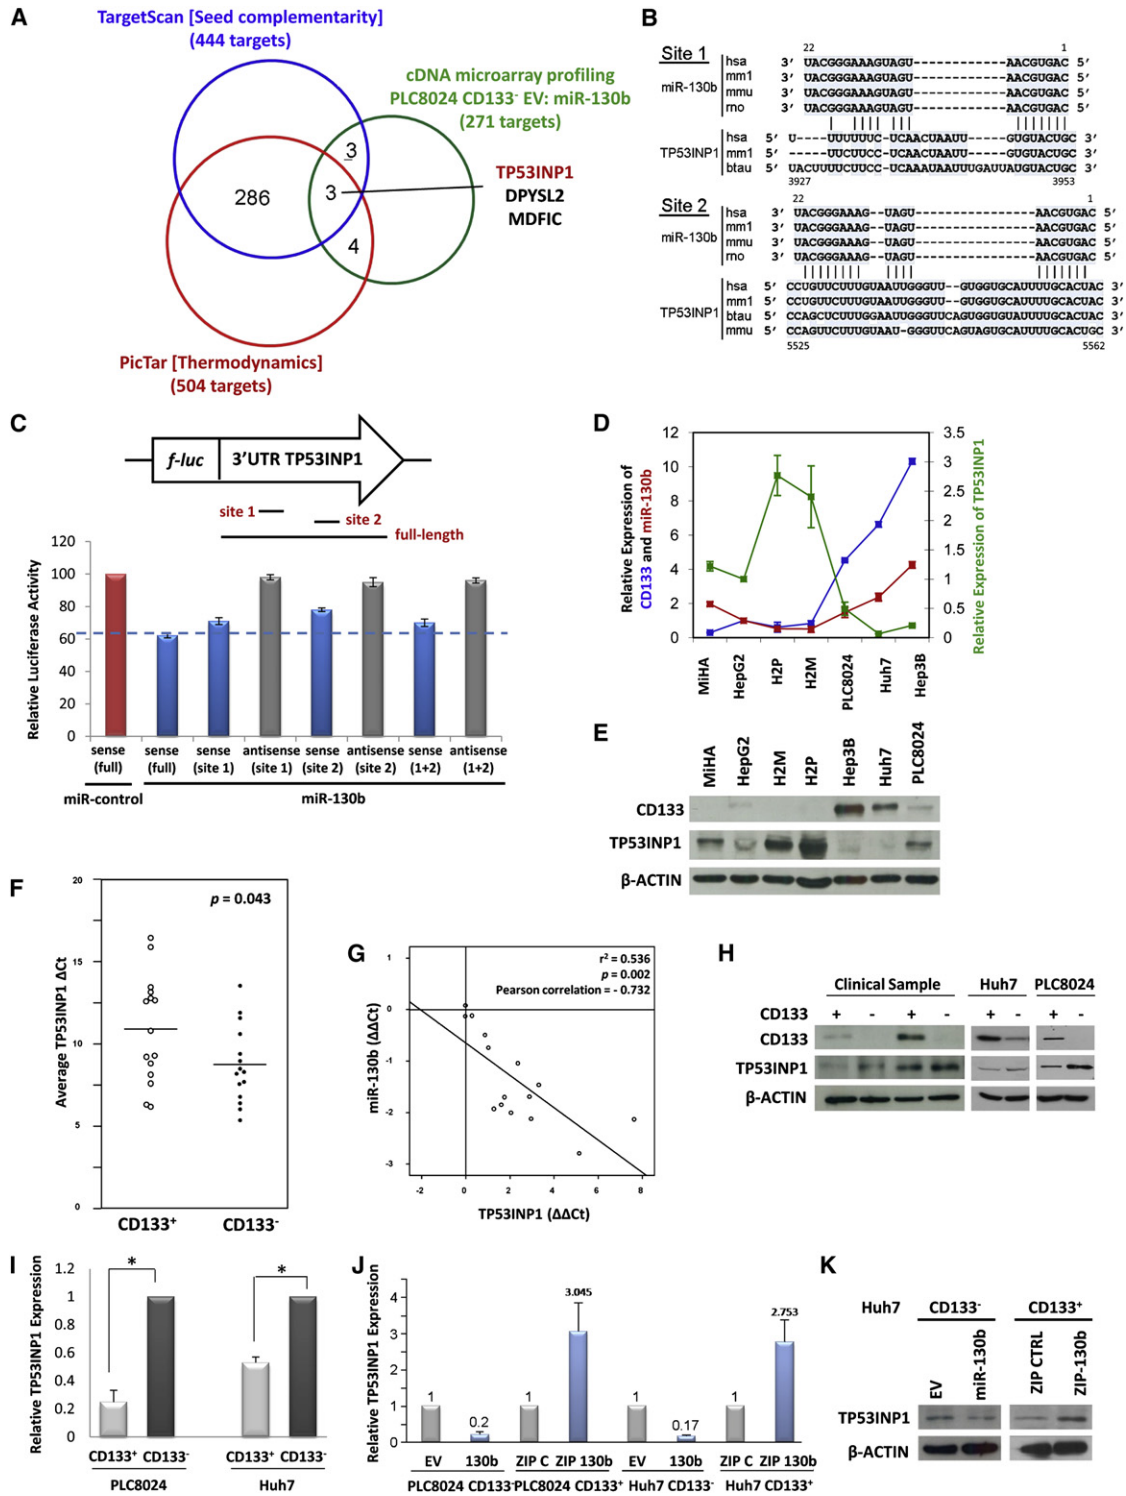 A
TargetScan [Seed complementarity]
(444 targets)
cDNA microarray profiling
PLC8024 CD133⁻ EV: miR-130b
(271 targets)
3
286
3
4
TP53INP1
DPYSL2
MDFIC
PicTar [Thermodynamics]
(504 targets)
B
Site 1
22 1
miR-130b
hsa 3′ UACGGGAAAGUAGU---------------AACGUGAC 5′
mm1 3′ UACGGGAAAGUAGU---------------AACGUGAC 5′
mmu 3′ UACGGGAAAGUAGU---------------AACGUGAC 5′
rno 3′ UACGGGAAAGUAGU---------------AACGUGAC 5′
TP53INP1
hsa 5′ U----UUUUUUC-UCAACUAAUU----GUGUACUGC 3′
mm1 5′ -----UUCUUCC-UCAAUAAUU-----GUGUACUGC 3′
btau 5′ UACUUUUCUUCC-UCAAAUAAUUUGAUUAUGUACUGC 3′
3927 3953
Site 2
22 1
miR-130b
hsa 3′ UACGGGAAAG--UAGU------------------AACGUGAC 5′
mm1 3′ UACGGGAAAG--UAGU------------------AACGUGAC 5′
mmu 3′ UACGGGAAAG--UAGU------------------AACGUGAC 5′
rno 3′ UACGGGAAAG--UAGU------------------AACGUGAC 5′
TP53INP1
hsa 5′ CCUGUUCUUUGUAAUUGGGUU--GUGGUGCAUUUUGCACUAC 3′
mm1 5′ CCUGUUCUUUGUAAUUGGGUU--GUGGUGCAUUUUGCACUAC 3′
btau 5′ CCAGCUCUUUGGAAUUGGGUUCAGUGGUGUAUUUUGCACUAC 3′
mmu 5′ CCAGUUCUUUGUAAU-GGGUUCAGUAGUGCAUUUUGCACUGC 3′
5525 5562
C
f-luc 3′UTR TP53INP1
site 1
site 2
full-length
Relative Luciferase Activity
120
100
80
60
40
20
0
sense (full) sense (full) sense (site 1) antisense (site 1) sense (site 2) antisense (site 2) sense (1+2) antisense (1+2)
miR-control miR-130b
D
Relative Expression of
CD133 and miR-130b
12
10
8
6
4
2
0
3.5
3
2.5
2
1.5
1
0.5
0
Relative Expression of TP53INP1
MiHA HepG2 H2P H2M PLC8024 Huh7 Hep3B
E
MiHA HepG2 H2M H2P Hep3B Huh7 PLC8024
CD133
TP53INP1
β-ACTIN
F
p = 0.043
Average TP53INP1 ΔCt
20
15
10
5
0
CD133⁺ CD133⁻
G
r² = 0.536
p = 0.002
Pearson correlation = - 0.732
miR-130b (ΔΔCt)
1
0
-1
-2
-3
-2 0 2 4 6 8
TP53INP1 (ΔΔCt)
H
Clinical Sample Huh7 PLC8024
CD133 + - + - + - + -
CD133
TP53INP1
β-ACTIN
I
Relative TP53INP1 Expression
1.2
1
0.8
0.6
0.4
0.2
0
* *
CD133⁺ CD133⁻ CD133⁺ CD133⁻
PLC8024 Huh7
J
Relative TP53INP1 Expression
4
3
2
1
0
1 0.2 1 3.045 1 0.17 1 2.753
EV 130b ZIP C ZIP 130b EV 130b ZIP C ZIP 130b
PLC8024 CD133⁻ PLC8024 CD133⁺ Huh7 CD133⁻ Huh7 CD133⁺
K
Huh7 CD133⁻ CD133⁺
EV miR-130b ZIP CTRL ZIP-130b
TP53INP1
β-ACTIN